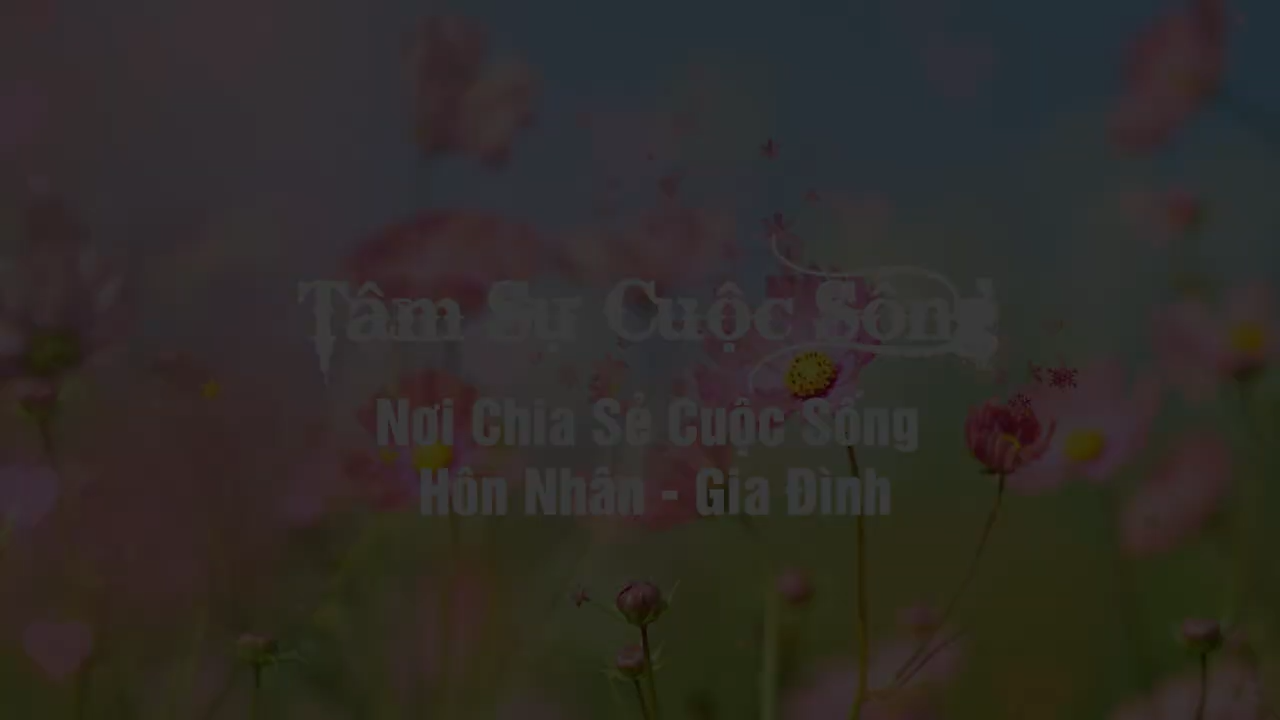 Tâm Sự Cuộc Sống
Nơi Chia Sẻ Cuộc Sống
Hôn Nhân - Gia Đình